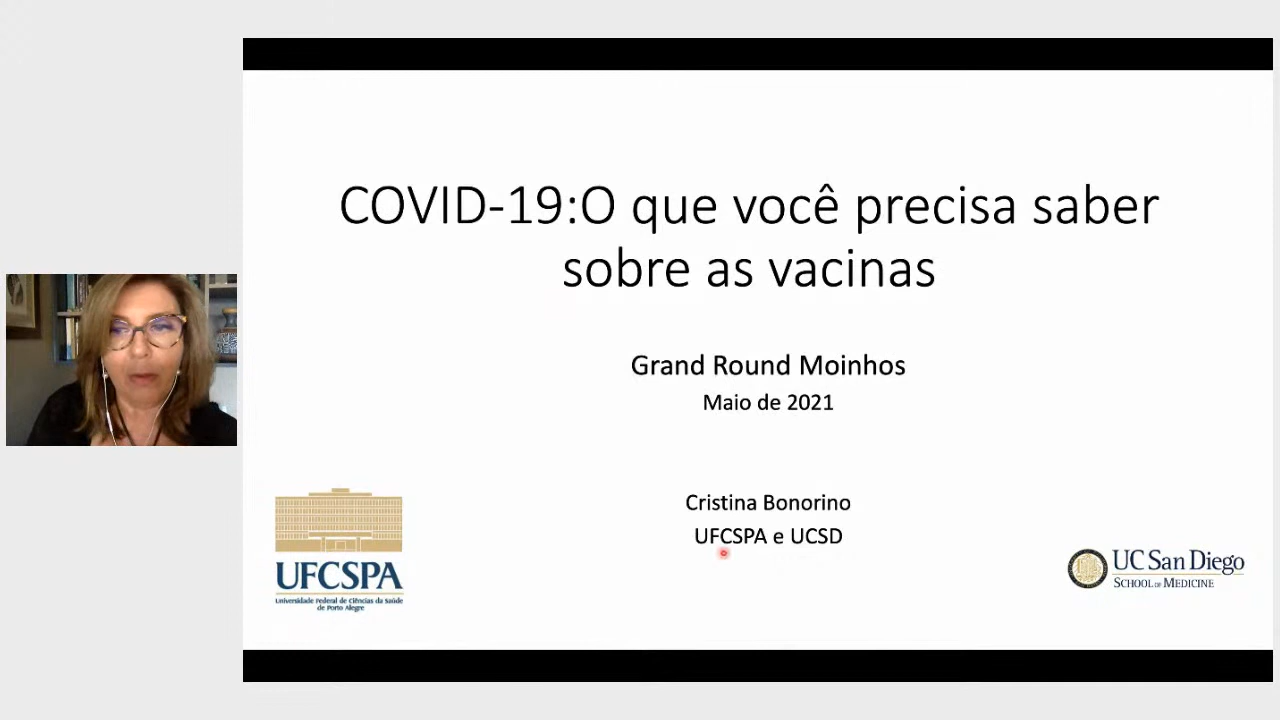 COVID-19:O que você precisa saber
sobre as vacinas
Grand Round Moinhos
Maio de 2021
Cristina Bonorino
UFCSPA e UCSD
UFCSPA
Universidade Federal de Ciências da Saúde
de Porto Alegre
UC San Diego
SCHOOL OF MEDICINE